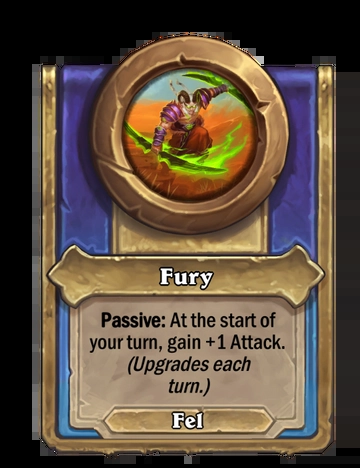 Fury
Passive: At the start of
your turn, gain +1 Attack.
(Upgrades each
turn.)
Fel